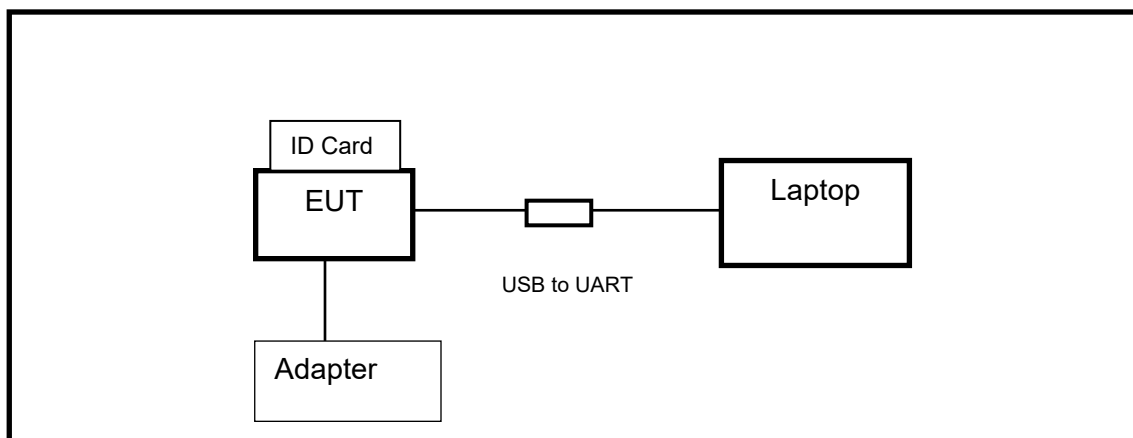 ID Card
EUT
Laptop
USB to UART
Adapter